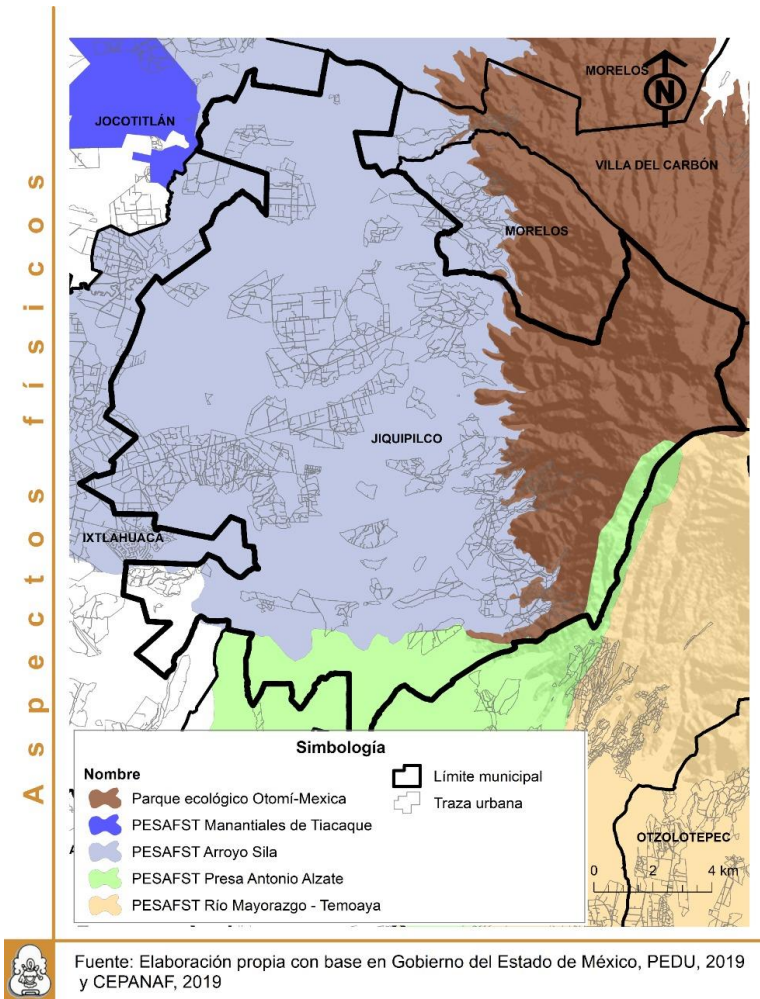 Aspectos físicos
MORELOS
N
JOCOTITLÁN
VILLA DEL CARBÓN
MORELOS
JIQUIPILCO
IXTLAHUACA
Simbología
Nombre
Parque ecológico Otomí-Mexica
PESAFST Manantiales de Tiacaque
PESAFST Arroyo Sila
PESAFST Presa Antonio Alzate
PESAFST Río Mayorazgo - Temoaya
Límite municipal
Traza urbana
OTZOLOTEPEC
0 2 4 km
Fuente: Elaboración propia con base en Gobierno del Estado de México, PEDU, 2019
y CEPANAF, 2019